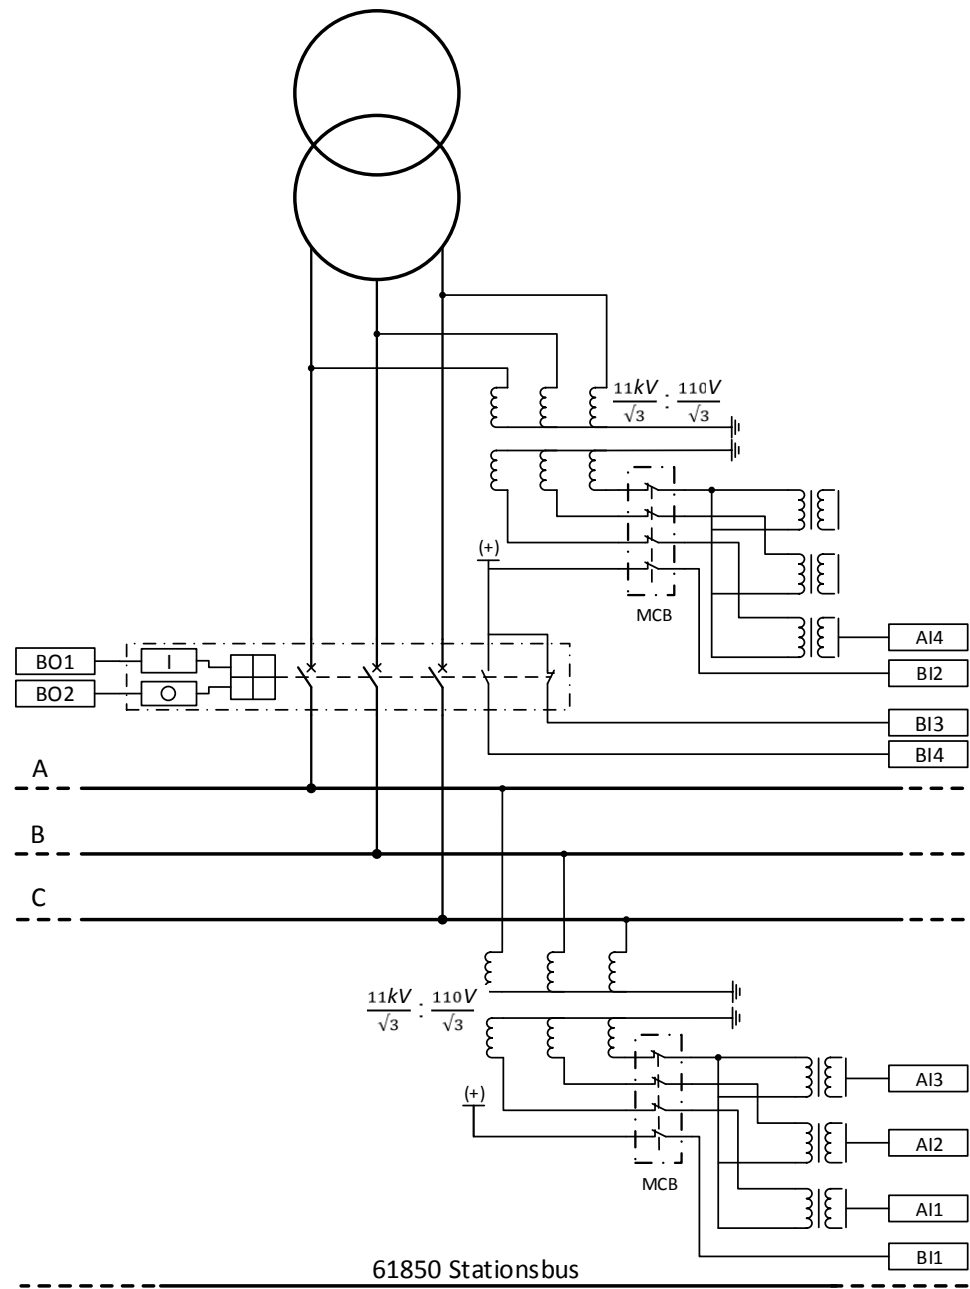 11kV/√3 : 110V/√3
(+)
MCB
BO1
I
AI4
BO2
O
BI2
BI3
BI4
A
B
C
11kV/√3 : 110V/√3
(+)
MCB
AI3
AI2
AI1
BI1
61850 Stationsbus